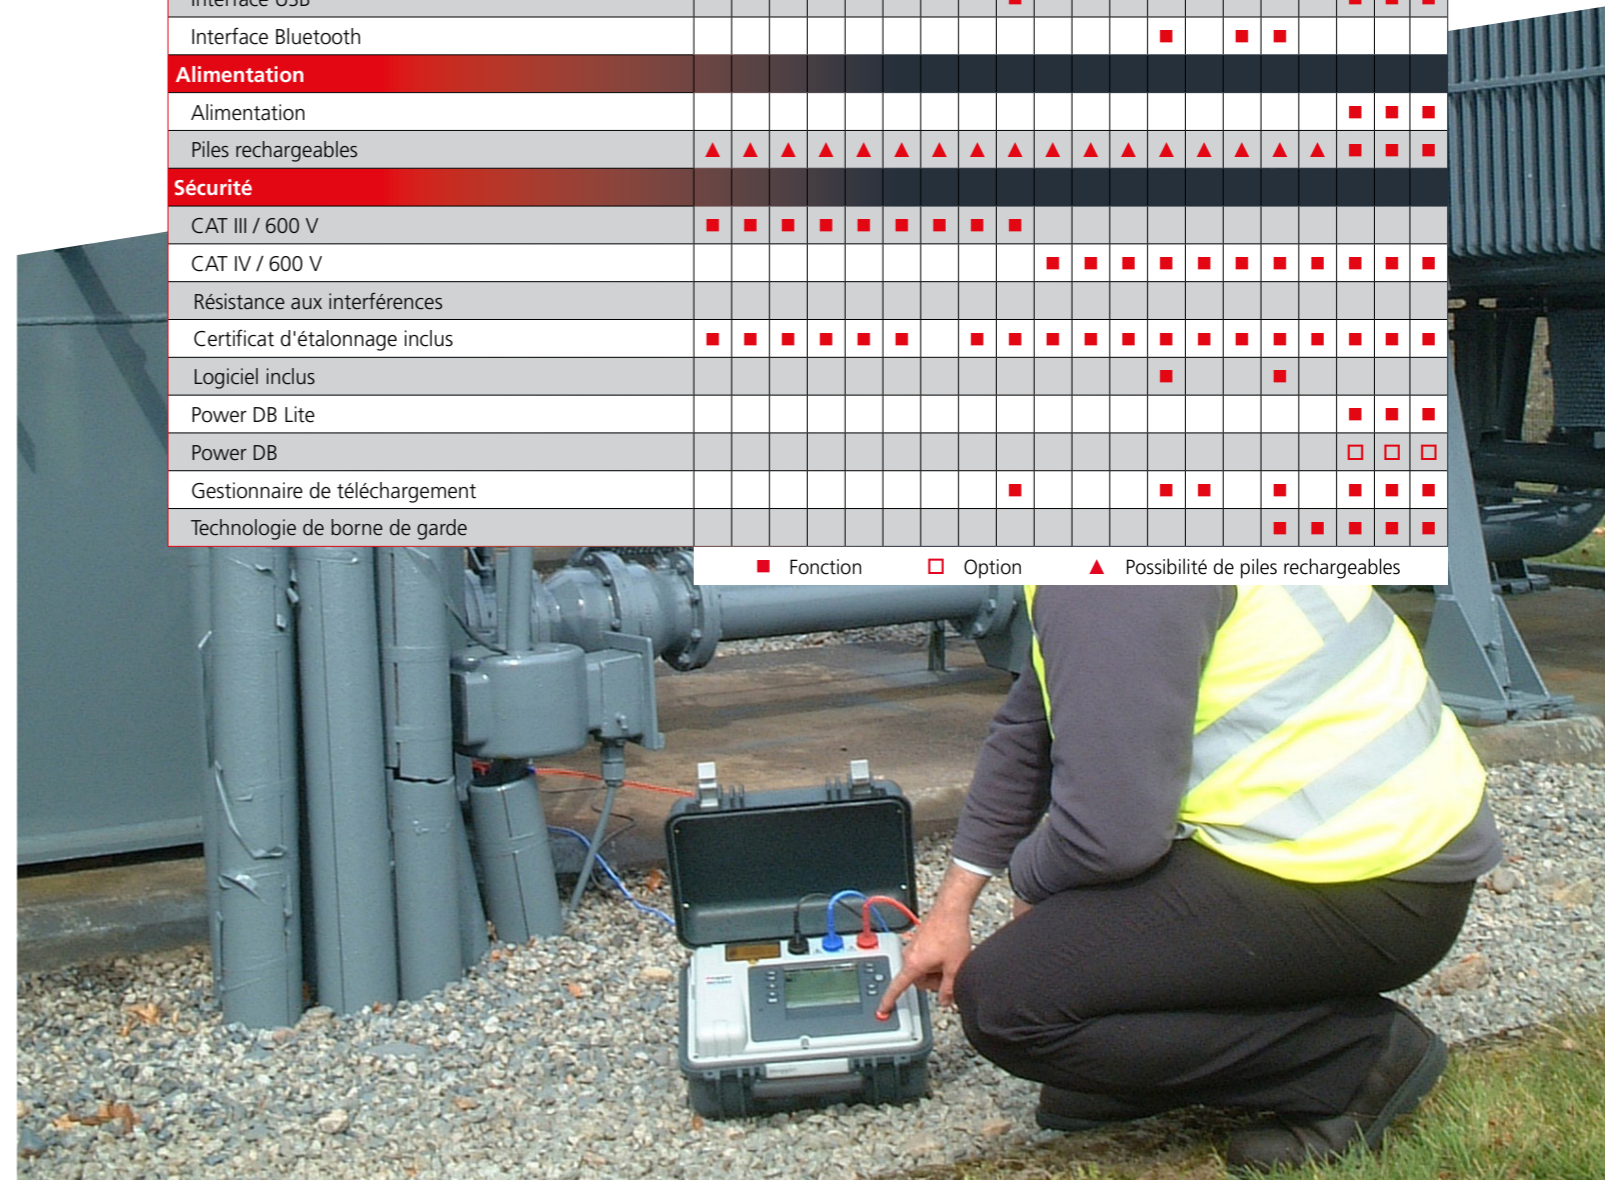 Interface USB
Interface Bluetooth
Alimentation
Alimentation
Piles rechargeables
Sécurité
CAT III / 600 V
CAT IV / 600 V
Résistance aux interférences
Certificat d'étalonnage inclus
Logiciel inclus
Power DB Lite
Power DB
Gestionnaire de téléchargement
Technologie de borne de garde
Fonction Option Possibilité de piles rechargeables